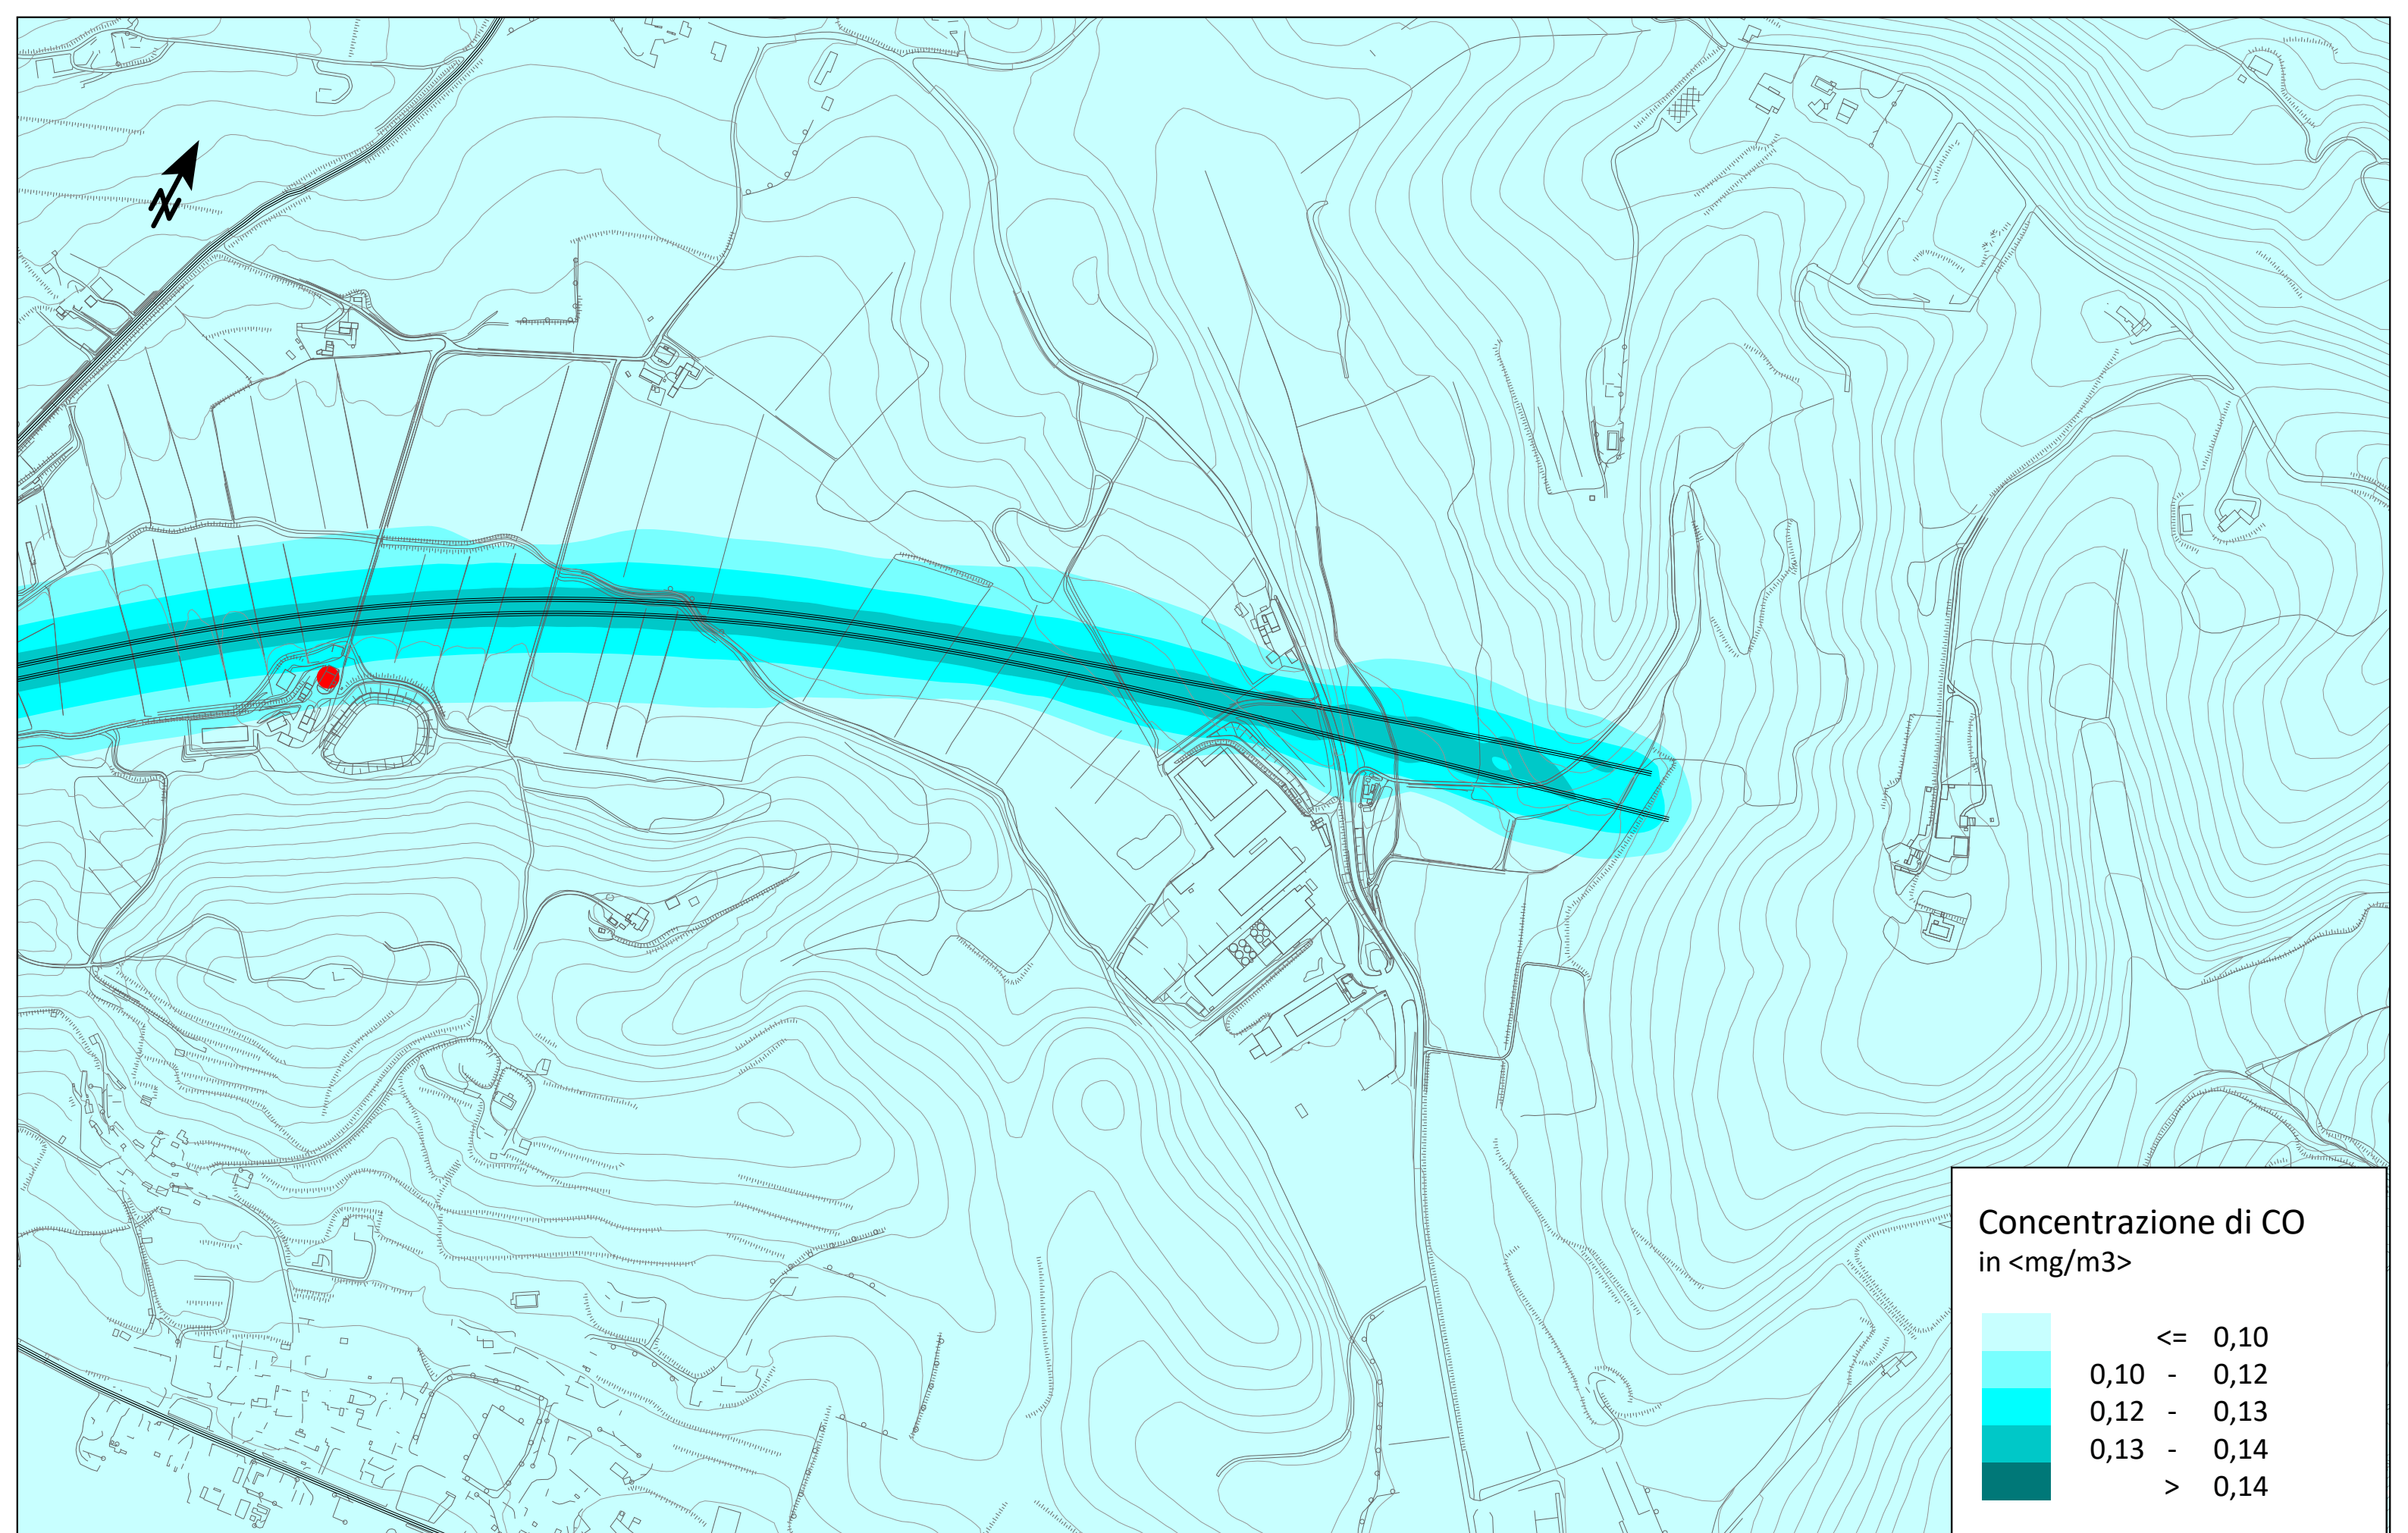 N
Concentrazione di CO
in <mg/m3>
<= 0,10
0,10 - 0,12
0,12 - 0,13
0,13 - 0,14
> 0,14